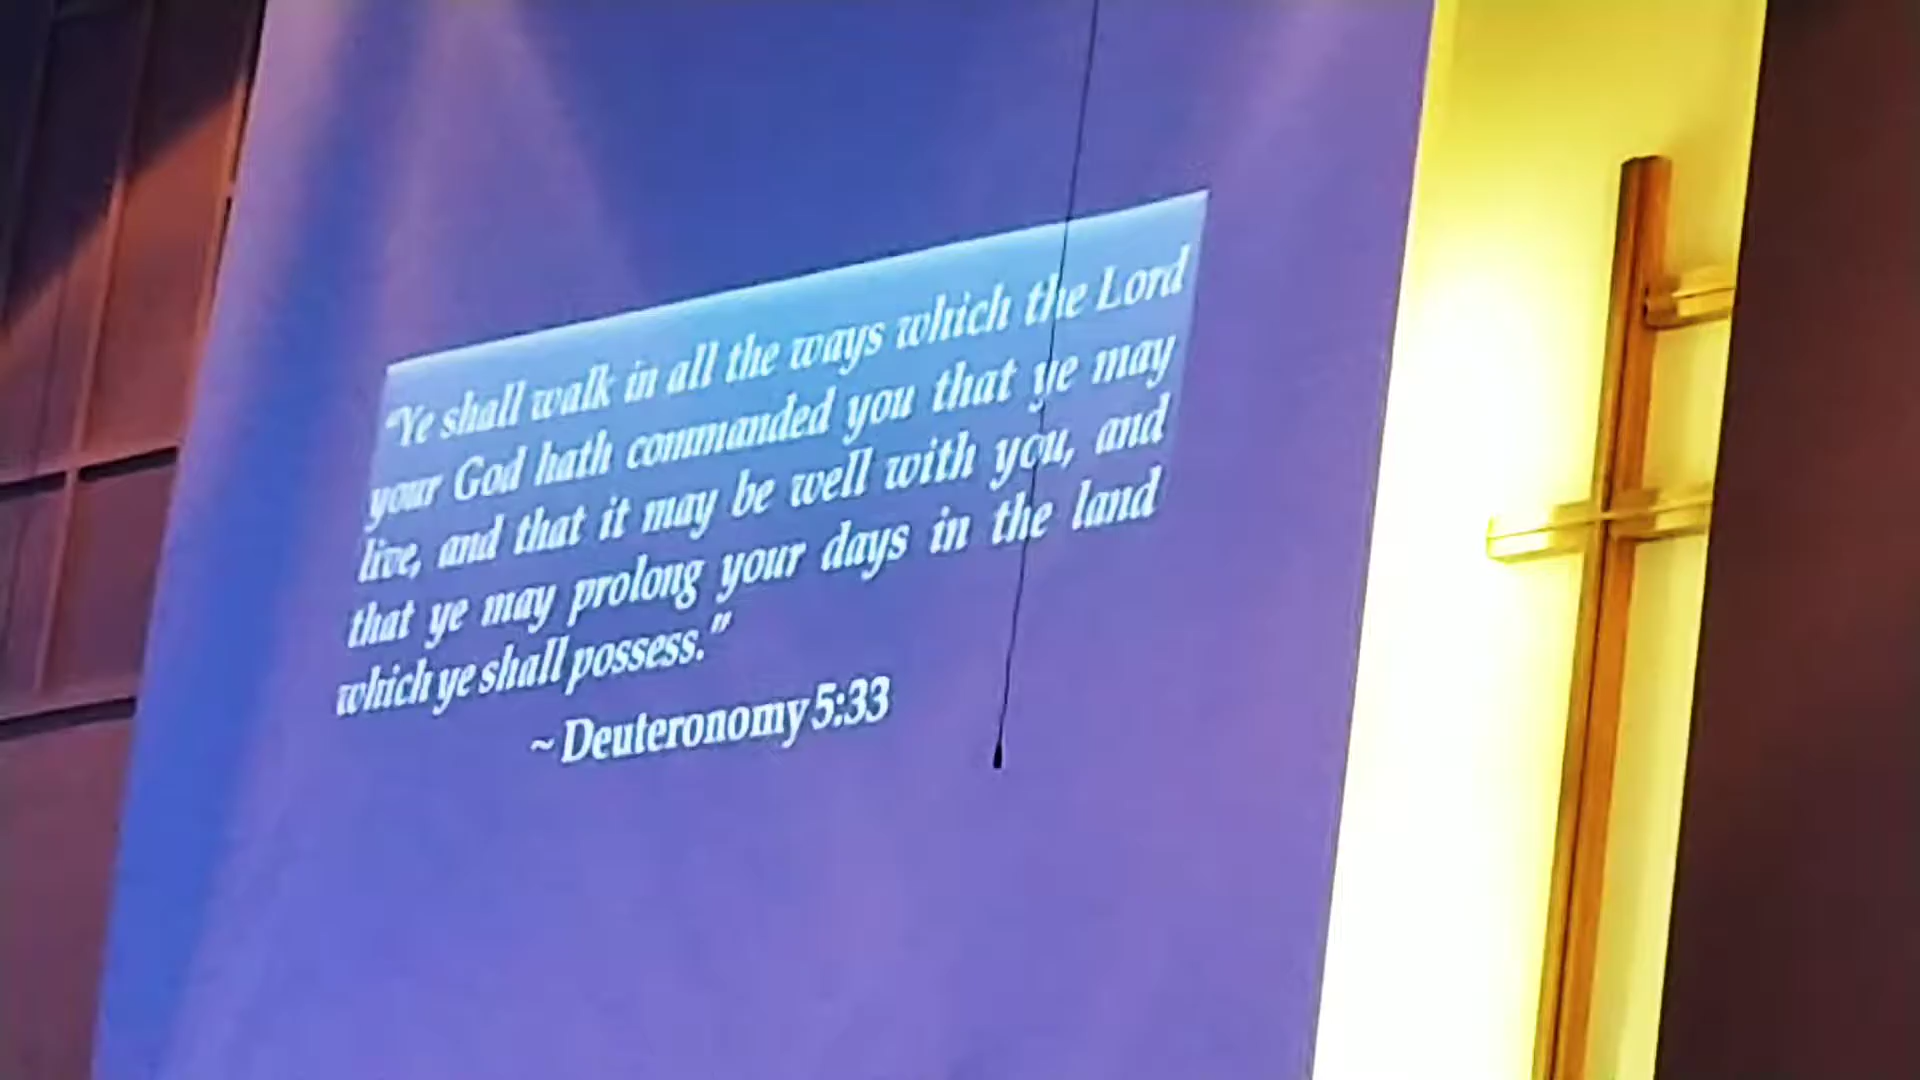 “Ye shall walk in all the ways which the Lord
your God hath commanded you that ye may
live, and that it may be well with you, and
that ye may prolong your days in the land
which ye shall possess.”
~ Deuteronomy 5:33